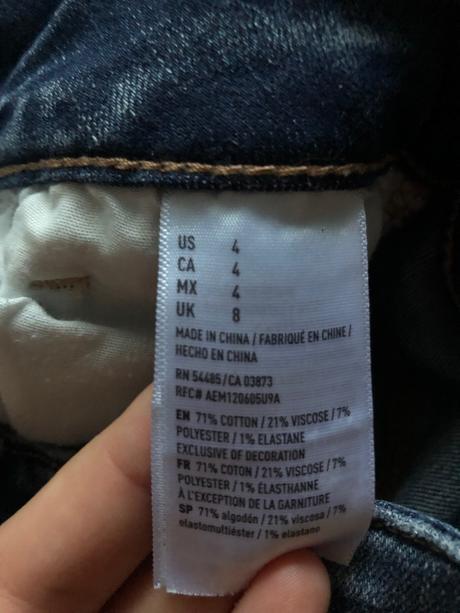 US 4
CA 4
MX 4
UK 8
MADE IN CHINA / FABRIQUÉ EN CHINE /
HECHO EN CHINA
RN 54485 / CA 03873
RFC# AEM120605U9A
EN 71% COTTON / 21% VISCOSE / 7%
POLYESTER / 1% ELASTANE
EXCLUSIVE OF DECORATION
FR 71% COTON / 21% VISCOSE / 7%
POLYESTER / 1% ÉLASTHANNE
À L'EXCEPTION DE LA GARNITURE
SP 71% algodón / 21% viscosa / 7%
elastomultiéster / 1% elastano